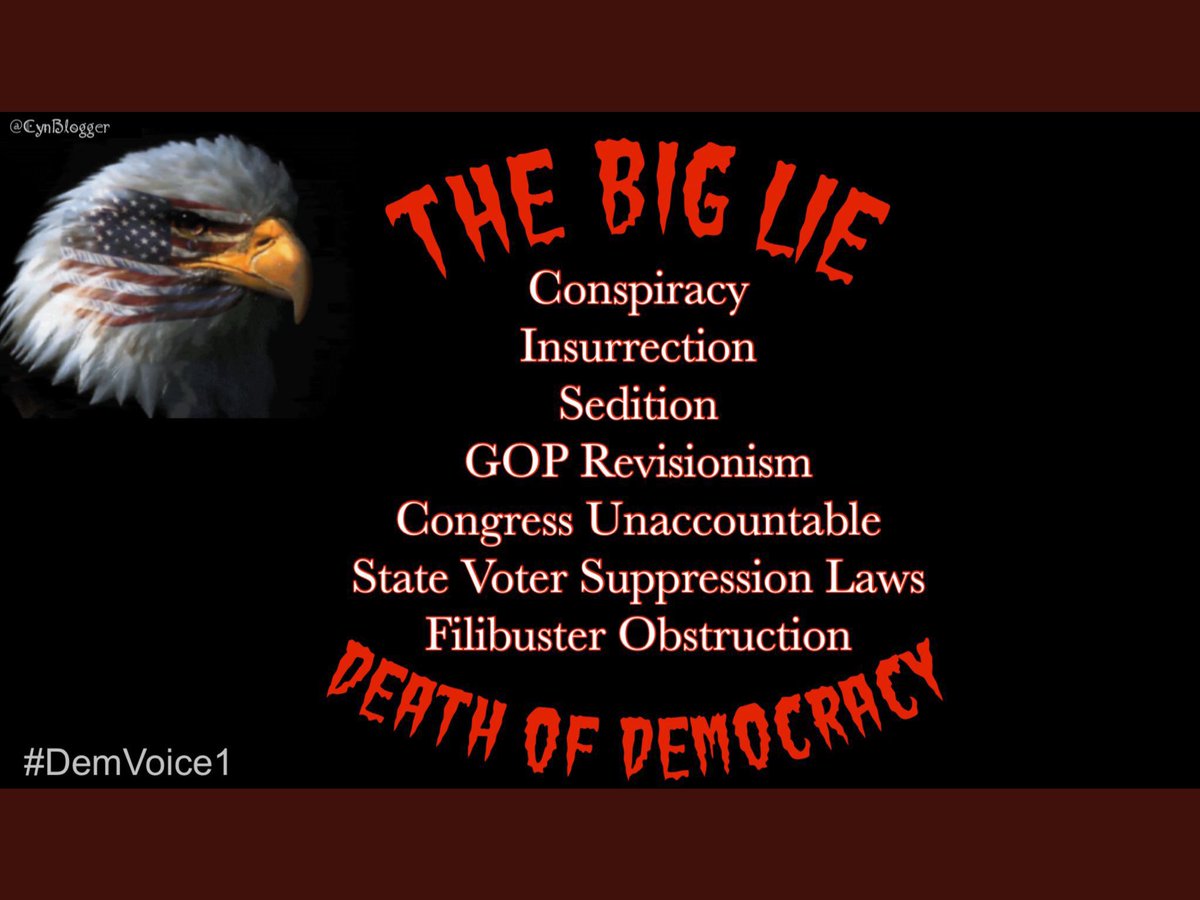 @CynBlogger
THE BIG LIE
Conspiracy
Insurrection
Sedition
GOP Revisionism
Congress Unaccountable
State Voter Suppression Laws
Filibuster Obstruction
DEATH OF DEMOCRACY
#DemVoice1